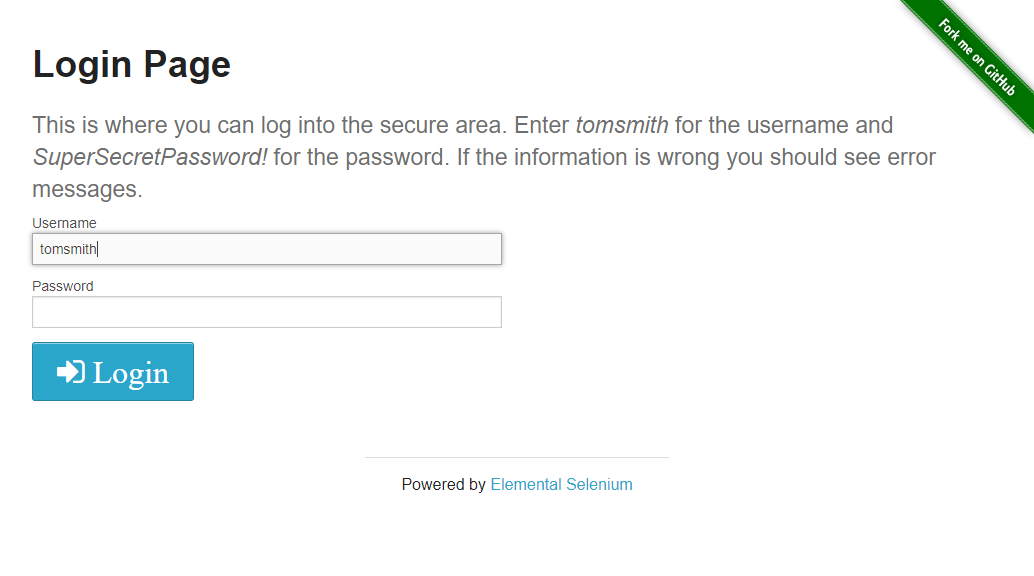 Fork me on GitHub
Login Page
This is where you can log into the secure area. Enter tomsmith for the username and
SuperSecretPassword! for the password. If the information is wrong you should see error
messages.
Username
tomsmith
Password
Login
Powered by Elemental Selenium